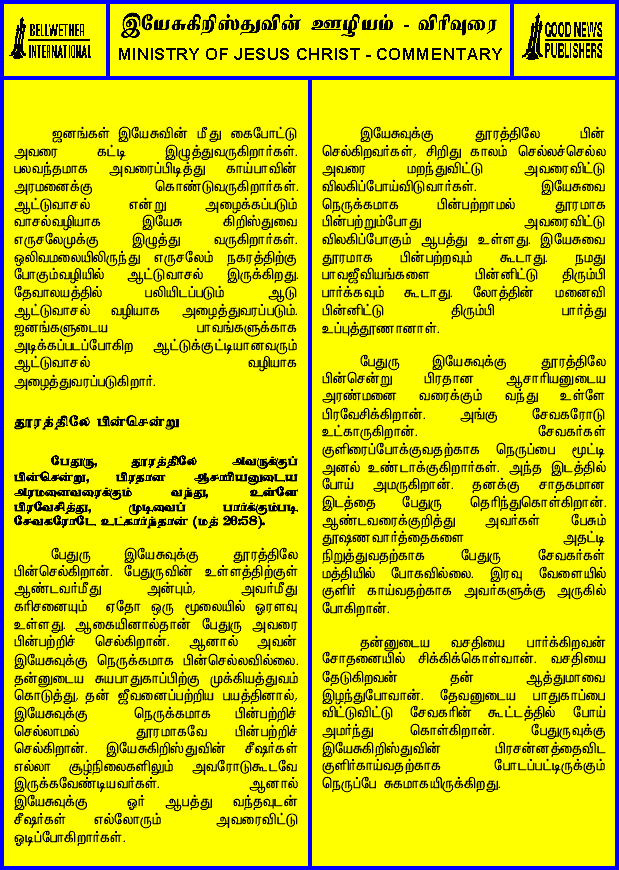 BELLWETHER
INTERNATIONAL
இயேசுகிறிஸ்துவின் ஊழியம் - விரிவுரை
MINISTRY OF JESUS CHRIST - COMMENTARY
GOOD NEWS
PUBLISHERS
ஜனங்கள் இயேசுவின் மீது கைபோட்டு
அவரை கட்டி இழுத்துவருகிறார்கள்.
பலவந்தமாக அவரைப்பிடித்து காய்பாவின்
அரமனைக்கு கொண்டுவருகிறார்கள்.
ஆட்டுவாசல் என்று அழைக்கப்படும்
வாசல்வழியாக இயேசு கிறிஸ்துவை
எருசலேமுக்கு இழுத்து வருகிறார்கள்.
ஒலிவமலையிலிருந்து எருசலேம் நகரத்திற்கு
போகும்வழியில் ஆட்டுவாசல் இருக்கிறது.
தேவாலயத்தில் பலியிடப்படும் ஆடு
ஆட்டுவாசல் வழியாக அழைத்துவரப்படும்.
ஜனங்களுடைய பாவங்களுக்காக
அடிக்கப்படப்போகிற ஆட்டுக்குட்டியானவரும்
ஆட்டுவாசல் வழியாக
அழைத்துவரப்படுகிறார்.
தூரத்திலே பின்சென்று
பேதுரு, தூரத்திலே அவருக்குப்
பின்சென்று, பிரதான ஆசாரியனுடைய
அரமனைவரைக்கும் வந்து, உள்ளே
பிரவேசித்து, முடிவைப் பார்க்கும்படி
சேவகரோடே உட்கார்ந்தான் (மத் 26:58).
பேதுரு இயேசுவுக்கு தூரத்திலே
பின்செல்கிறான். பேதுருவின் உள்ளத்திற்குள்
ஆண்டவர்மீது அன்பும், அவர்மீது
கரிசனையும் ஏதோ ஒரு மூலையில் ஓரளவு
உள்ளது. ஆகையினால்தான் பேதுரு அவரை
பின்பற்றிச் செல்கிறான். ஆனால் அவன்
இயேசுவுக்கு நெருக்கமாக பின்செல்லவில்லை.
தன்னுடைய சுயபாதுகாப்பிற்கு முக்கியத்துவம்
கொடுத்து, தன் ஜீவனைப்பற்றிய பயத்தினால்,
இயேசுவுக்கு நெருக்கமாக பின்பற்றிச்
செல்லாமல் தூரமாகவே பின்பற்றிச்
செல்கிறான். இயேசுகிறிஸ்துவின் சீஷர்கள்
எல்லா சூழ்நிலைகளிலும் அவரோடுகூடவே
இருக்கவேண்டியவர்கள். ஆனால்
இயேசுவுக்கு ஓர் ஆபத்து வந்தவுடன்
சீஷர்கள் எல்லோரும் அவரைவிட்டு
ஓடிப்போகிறார்கள்.
இயேசுவுக்கு தூரத்திலே பின்
செல்கிறவர்கள், சிறிது காலம் செல்லச்செல்ல
அவரை மறந்துவிட்டு அவரைவிட்டு
விலகிப்போய்விடுவார்கள். இயேசுவை
நெருக்கமாக பின்பற்றாமல் தூரமாக
பின்பற்றும்போது அவரைவிட்டு
விலகிப்போகும் ஆபத்து உள்ளது. இயேசுவை
தூரமாக பின்பற்றவும் கூடாது. நமது
பாவஜீவியங்களை பின்னிட்டு திரும்பி
பார்க்கவும் கூடாது. லோத்தின் மனைவி
பின்னிட்டு திரும்பி பார்த்து
உப்புத்தூணானாள்.
பேதுரு இயேசுவுக்கு தூரத்திலே
பின்சென்று பிரதான ஆசாரியனுடைய
அரண்மனை வரைக்கும் வந்து உள்ளே
பிரவேசிக்கிறான். அங்கு சேவகரோடு
உட்காருகிறான். சேவகர்கள்
குளிரைப்போக்குவதற்காக நெருப்பை மூட்டி
அனல் உண்டாக்குகிறார்கள். அந்த இடத்தில்
போய் அமருகிறான். தனக்கு சாதகமான
இடத்தை பேதுரு தெரிந்துகொள்கிறான்.
ஆண்டவரைக்குறித்து அவர்கள் பேசும்
தூஷணவார்த்தைகளை அதட்டி
நிறுத்துவதற்காக பேதுரு சேவகர்கள்
மத்தியில் போகவில்லை. இரவு வேளையில்
குளிர் காய்வதற்காக அவர்களுக்கு அருகில்
போகிறான்.
தன்னுடைய வசதியை பார்க்கிறவன்
சோதனையில் சிக்கிக்கொள்வான். வசதியை
தேடுகிறவன் தன் ஆத்துமாவை
இழந்துபோவான். தேவனுடைய பாதுகாப்பை
விட்டுவிட்டு சேவகரின் கூட்டத்தில் போய்
அமர்ந்து கொள்கிறான். பேதுருவுக்கு
இயேசுகிறிஸ்துவின் பிரசன்னத்தைவிட
குளிர்காய்வதற்காக போடப்பட்டிருக்கும்
நெருப்பே சுகமாகயிருக்கிறது.